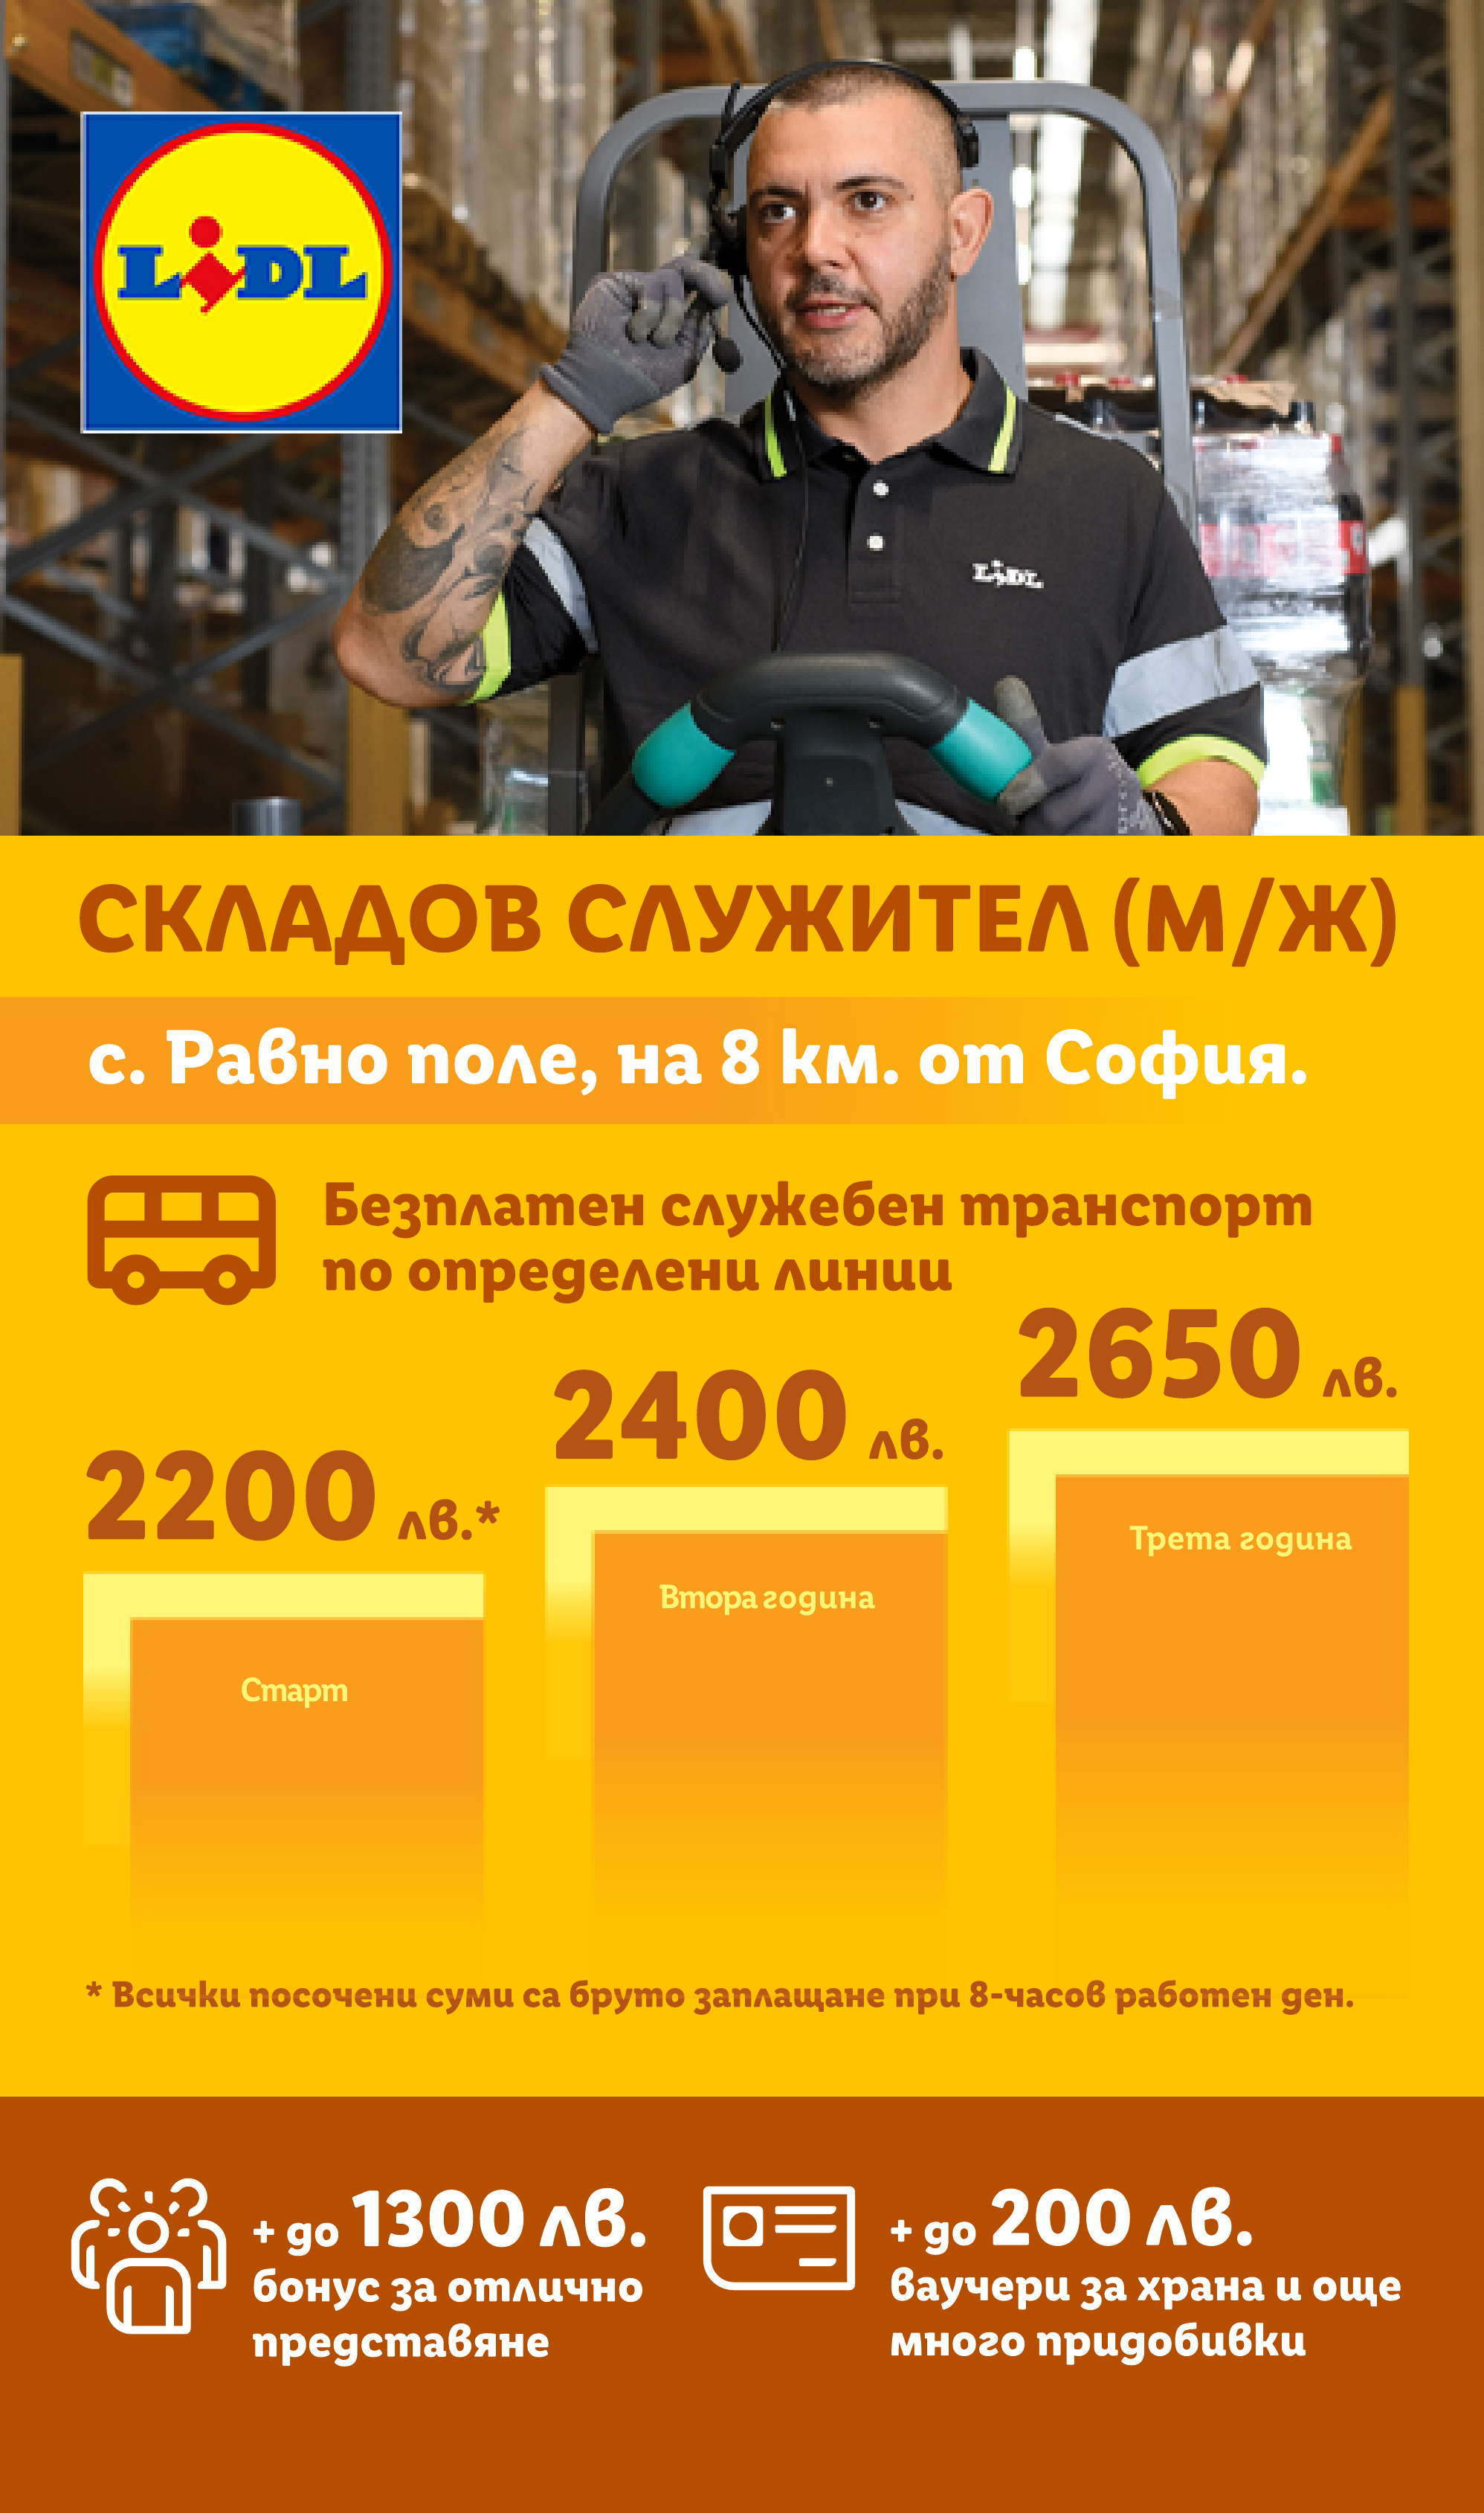 LIDL
LIDL
СКЛАДОВ СЛУЖИТЕЛ (М/Ж)
с. Равно поле, на 8 км. от София.
Безплатен служебен транспорт
по определени линии
2200 лв.*
2400 лв.
2650 лв.
Старт
Втора година
Трета година
* Всички посочени суми са бруто заплащане при 8-часов работен ден.
+ до 1300 лв.
бонус за отлично
представяне
+ до 200 лв.
ваучери за храна и още
много придобивки